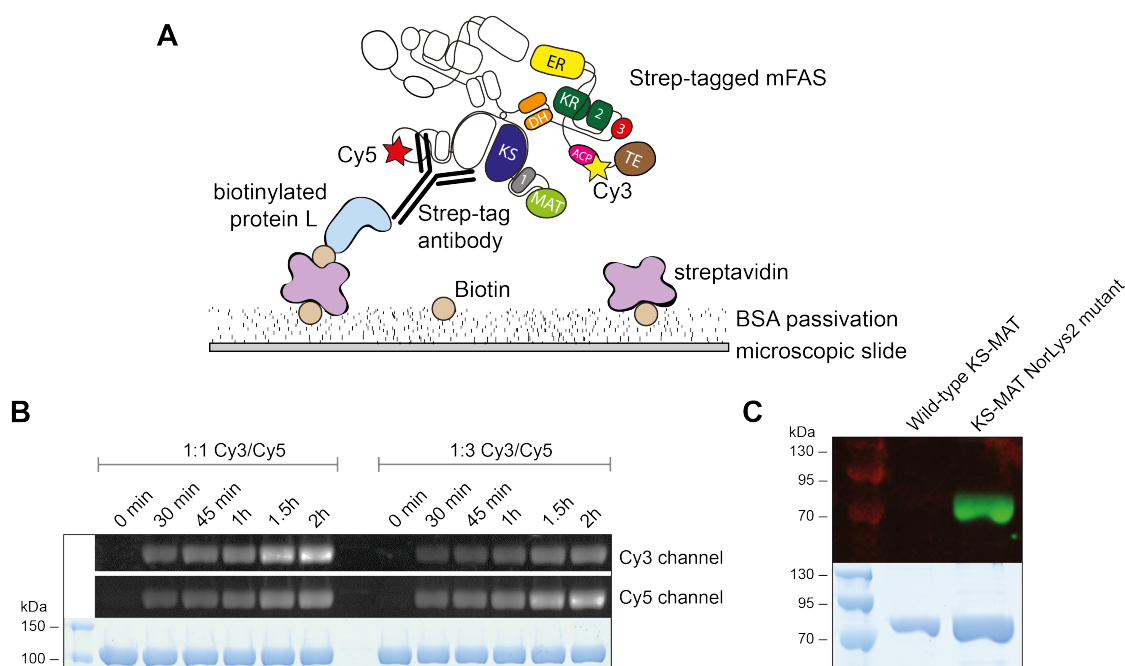 A
ER
Strep-tagged mFAS
KR
2
3
DH
Cy5
KS
ACP
TE
Cy3
1
MAT
biotinylated
protein L
Strep-tag
antibody
streptavidin
Biotin
BSA passivation
microscopic slide
B
1:1 Cy3/Cy5
1:3 Cy3/Cy5
0 min
30 min
45 min
1h
1.5h
2h
0 min
30 min
45 min
1h
1.5h
2h
Cy3 channel
Cy5 channel
kDa
150
100
C
Wild-type KS-MAT
KS-MAT NorLys2 mutant
kDa
130
95
70
130
95
70